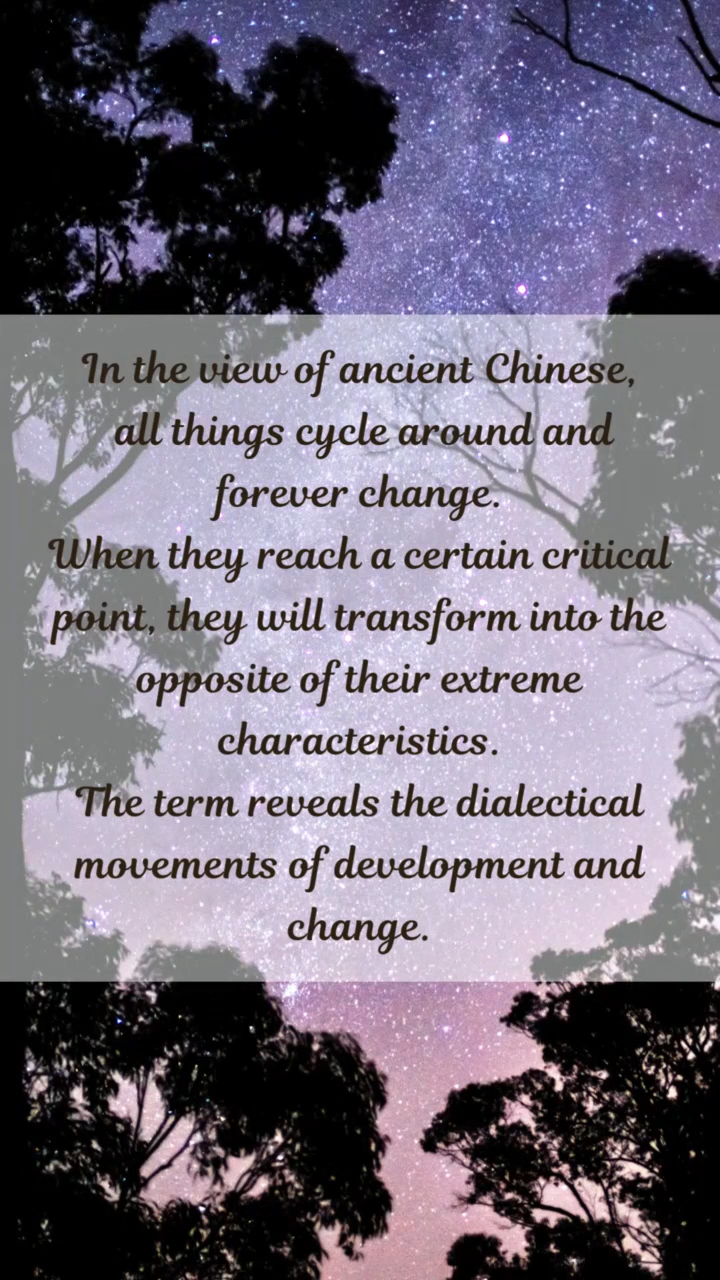 In the view of ancient Chinese,
all things cycle around and
forever change.
When they reach a certain critical
point, they will transform into the
opposite of their extreme
characteristics.
The term reveals the dialectical
movements of development and
change.